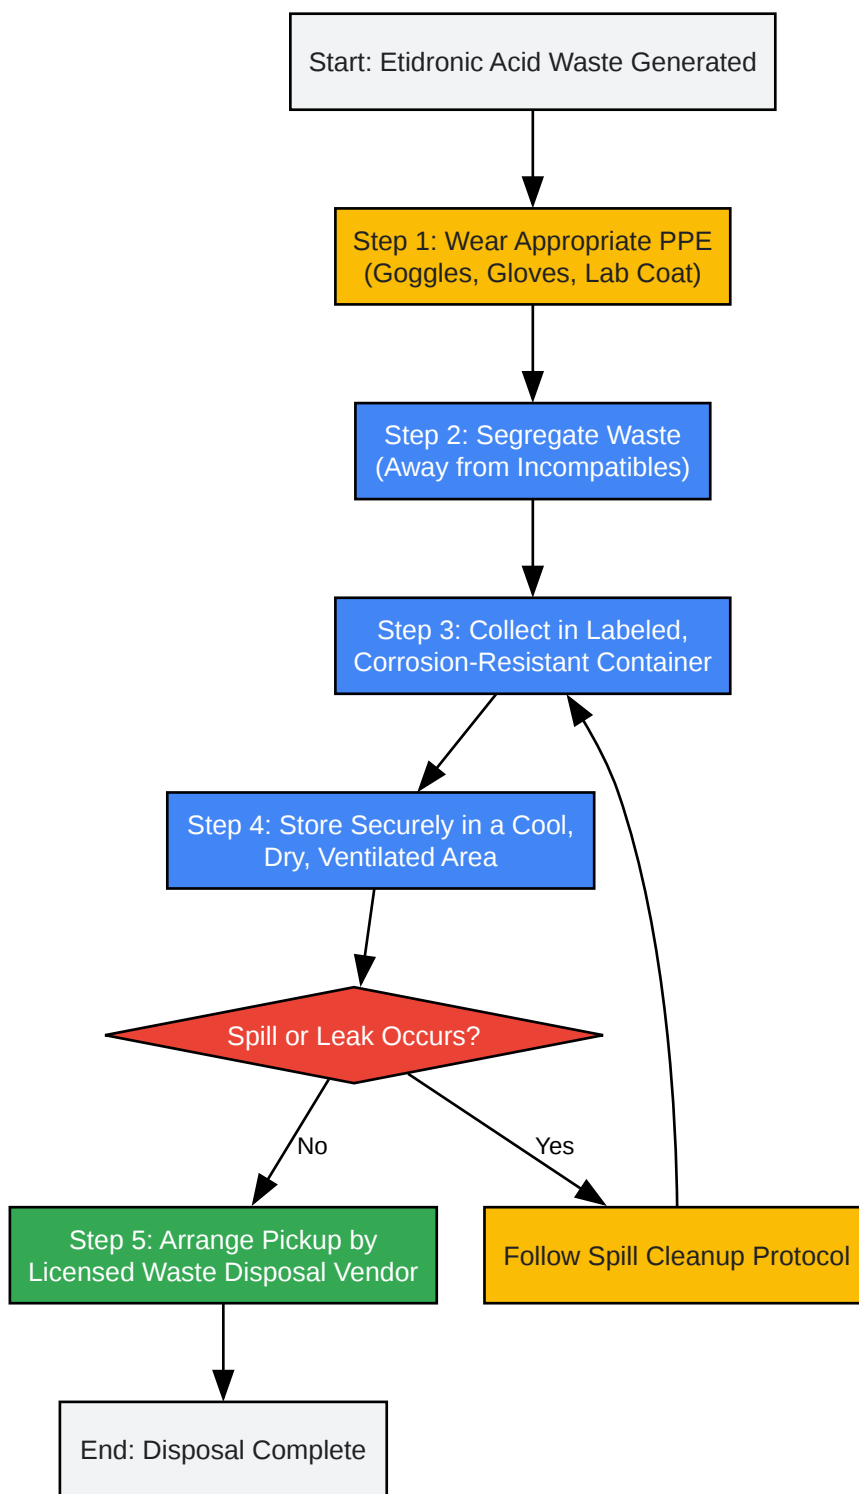 Start: Etidronic Acid Waste Generated
Step 1: Wear Appropriate PPE
(Goggles, Gloves, Lab Coat)
Step 2: Segregate Waste
(Away from Incompatibles)
Step 3: Collect in Labeled,
Corrosion-Resistant Container
Step 4: Store Securely in a Cool,
Dry, Ventilated Area
Spill or Leak Occurs?
No
Yes
Step 5: Arrange Pickup by
Licensed Waste Disposal Vendor
Follow Spill Cleanup Protocol
End: Disposal Complete